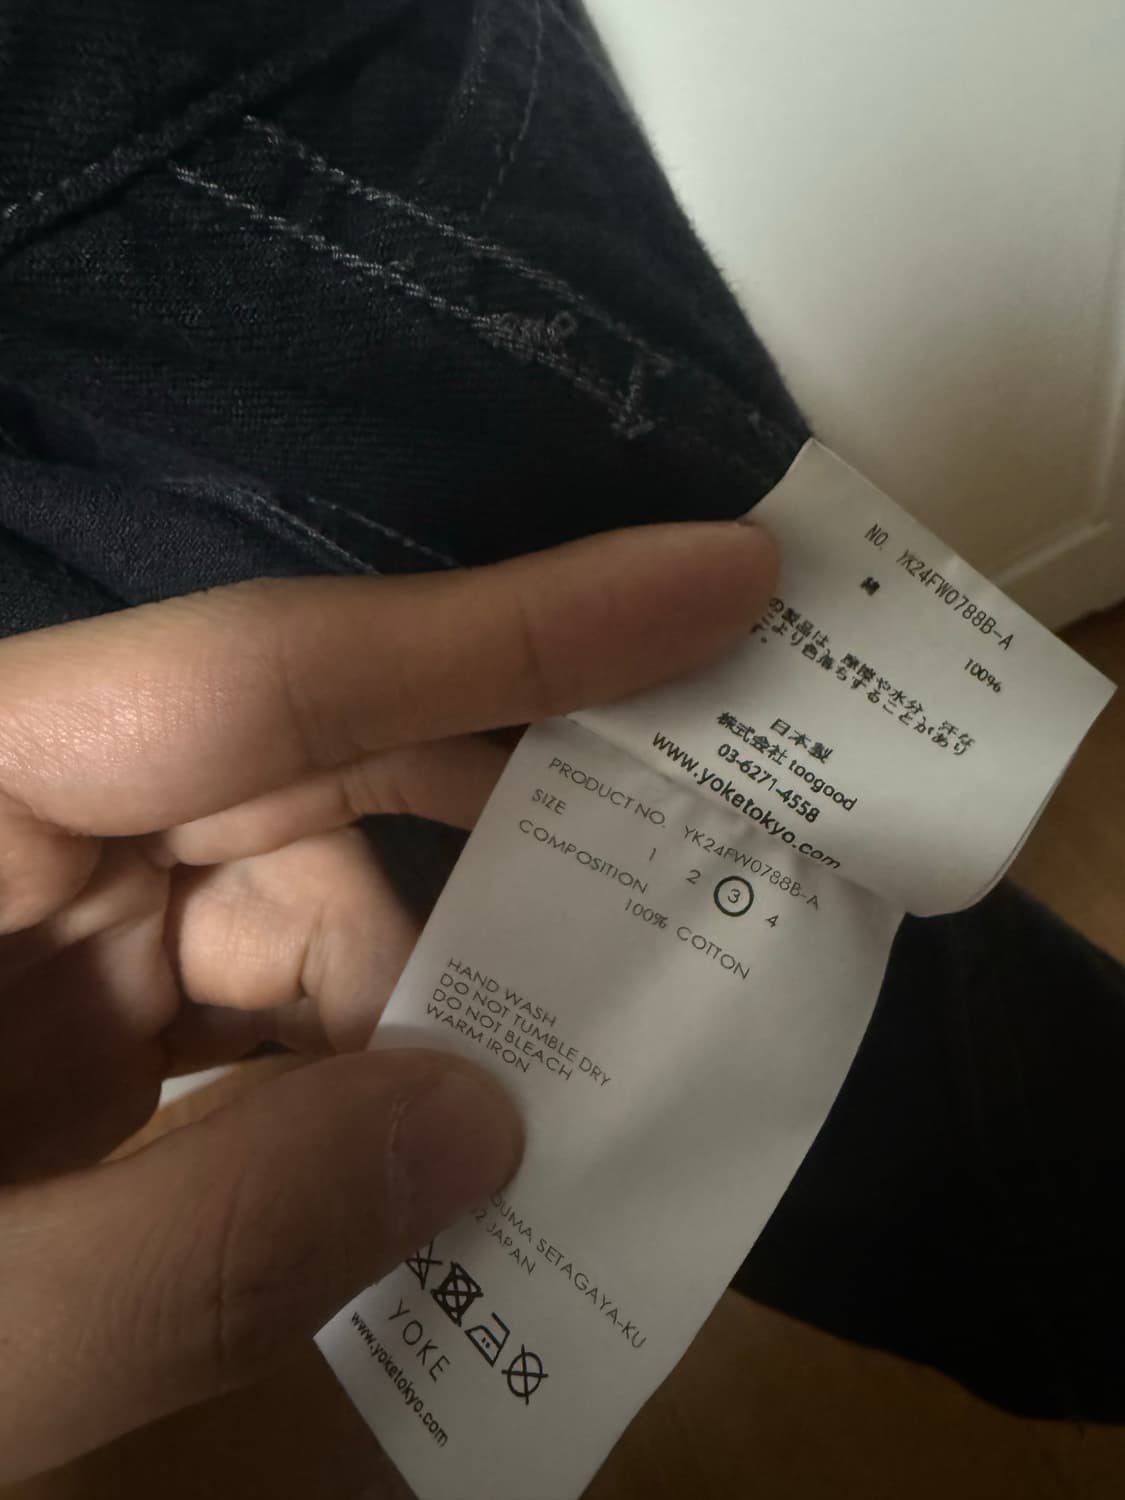 NO. YK24FW0788B-A
綿 100%
の製品は、摩擦や水分、汗な
により色落ちすることがあり
す。
日本製
株式会社 toogood
03-6271-4558
www.yoketokyo.com
PRODUCT NO. YK24FW0788B-A
SIZE 1 2 3 4
COMPOSITION
100% COTTON
HAND WASH
DO NOT TUMBLE DRY
DO NOT BLEACH
WARM IRON
SETAGAYA-KU
JAPAN
YOKE
www.yoketokyo.com